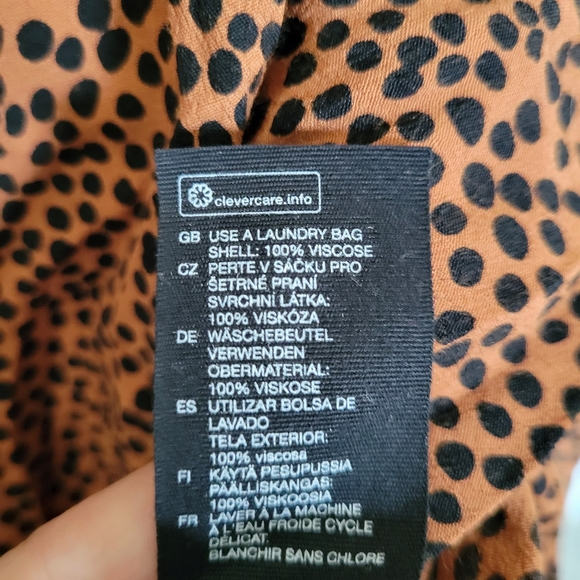 clevercare.info
GB USE A LAUNDRY BAG
SHELL: 100% VISCOSE
CZ PERTE V SÁČKU PRO
ŠETRNÉ PRANÍ
SVRCHNÍ LÁTKA:
100% VISKÓZA
DE WÄSCHEBEUTEL
VERWENDEN
OBERMATERIAL:
100% VISKOSE
ES UTILIZAR BOLSA DE
LAVADO
TELA EXTERIOR:
100% viscosa
FI KÄYTÄ PESUPUSSIA
PÄÄLLISKANGAS:
100% VISKOOSIA
FR LAVER À LA MACHINE
À L'EAU FROIDE CYCLE
DÉLICAT.
BLANCHIR SANS CHLORE